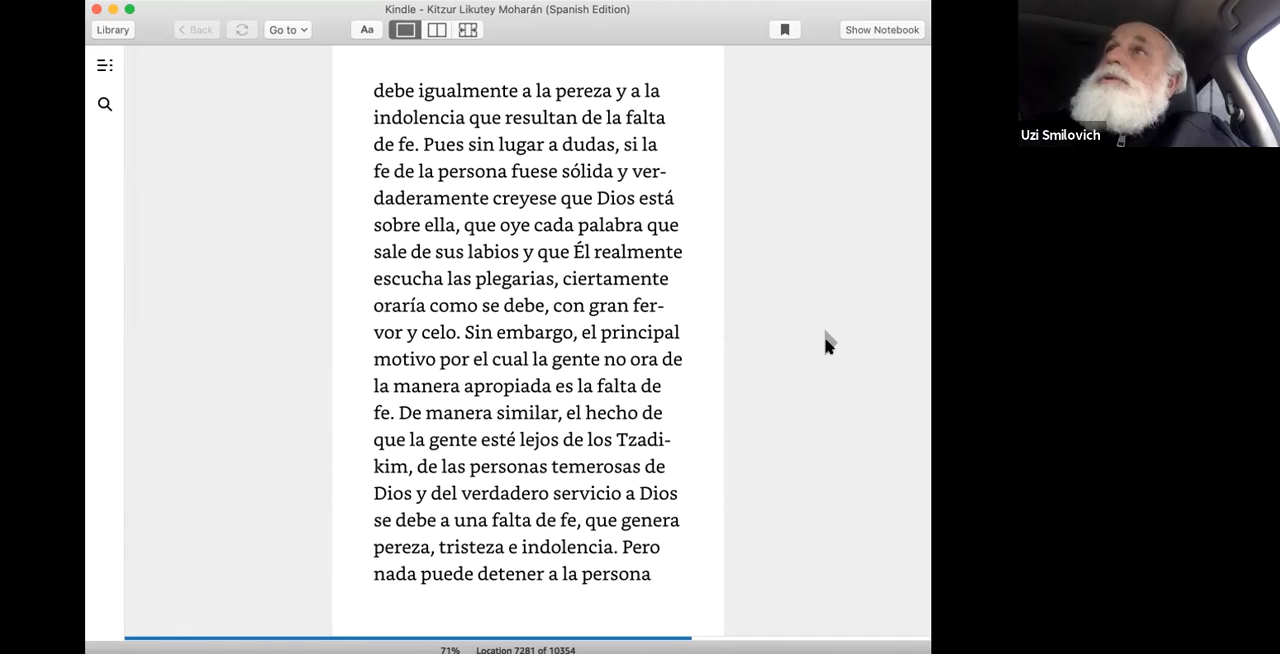 Kindle - Kitzur Likutey Moharán (Spanish Edition)
Library
Back
Go to
Aa
Show Notebook
debe igualmente a la pereza y a la
indolencia que resultan de la falta
de fe. Pues sin lugar a dudas, si la
fe de la persona fuese sólida y ver-
daderamente creyese que Dios está
sobre ella, que oye cada palabra que
sale de sus labios y que Él realmente
escucha las plegarias, ciertamente
oraría como se debe, con gran fer-
vor y celo. Sin embargo, el principal
motivo por el cual la gente no ora de
la manera apropiada es la falta de
fe. De manera similar, el hecho de
que la gente esté lejos de los Tzadi-
kim, de las personas temerosas de
Dios y del verdadero servicio a Dios
se debe a una falta de fe, que genera
pereza, tristeza e indolencia. Pero
nada puede detener a la persona
71% Location 7281 of 10354
Uzi Smilovich